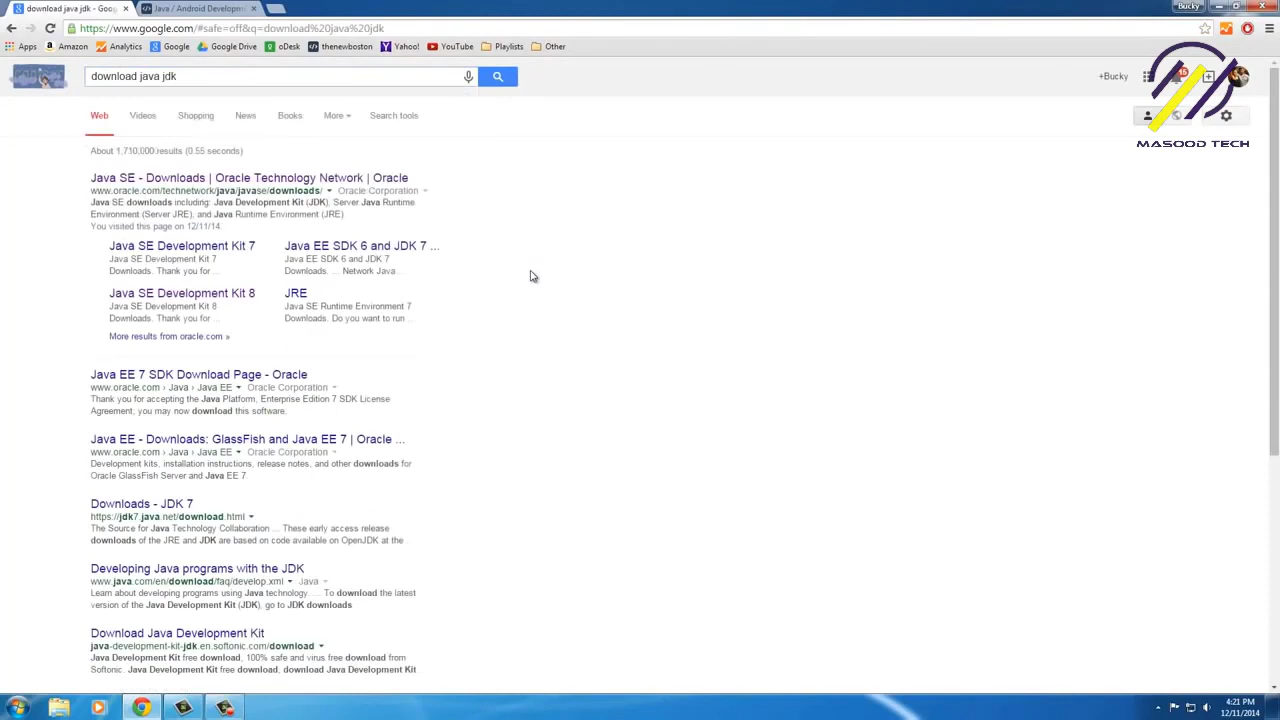 download java jdk - Goog
Java / Android Developm
Bucky
https://www.google.com/#safe=off&q=download%20java%20jdk
Apps Amazon Analytics Google Google Drive oDesk thenewboston Yahoo! YouTube Playlists Other
download java jdk
+Bucky
15
MASOOD TECH
Web Videos Shopping News Books More Search tools
About 1,710,000 results (0.55 seconds)
Java SE - Downloads | Oracle Technology Network | Oracle
www.oracle.com/technetwork/java/javase/downloads/ Oracle Corporation
Java SE downloads including: Java Development Kit (JDK), Server Java Runtime
Environment (Server JRE), and Java Runtime Environment (JRE)
You visited this page on 12/11/14.
Java SE Development Kit 7
Java SE Development Kit 7
Downloads. Thank you for ...
Java EE SDK 6 and JDK 7 ...
Java EE SDK 6 and JDK 7
Downloads. ... Network Java ...
Java SE Development Kit 8
Java SE Development Kit 8
Downloads. Thank you for ...
JRE
Java SE Runtime Environment 7
Downloads. Do you want to run ...
More results from oracle.com »
Java EE 7 SDK Download Page - Oracle
www.oracle.com › Java › Java EE Oracle Corporation
Thank you for accepting the Java Platform, Enterprise Edition 7 SDK License
Agreement; you may now download this software.
Java EE - Downloads: GlassFish and Java EE 7 | Oracle ...
www.oracle.com › Java › Java EE Oracle Corporation
Development kits, installation instructions, release notes, and other downloads for
Oracle GlassFish Server and Java EE 7.
Downloads - JDK 7
https://jdk7.java.net/download.html
The Source for Java Technology Collaboration ... These early access release
downloads of the JRE and JDK are based on code available on OpenJDK at the ...
Developing Java programs with the JDK
www.java.com/en/download/faq/develop.xml Java
Learn about developing programs using Java technology. ... To download the latest
version of the Java Development Kit (JDK), go to JDK downloads
Download Java Development Kit
java-development-kit-jdk.en.softonic.com/download
Java Development Kit free download, 100% safe and virus free download from
Softonic. Java Development Kit free download, download Java Development Kit
4:21 PM
12/11/2014